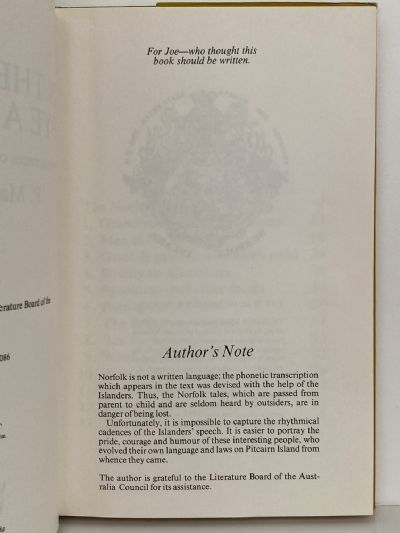 For Joe—who thought this
book should be written.
Author's Note
Norfolk is not a written language; the phonetic transcription
which appears in the text was devised with the help of the
Islanders. Thus, the Norfolk tales, which are passed from
parent to child and are seldom heard by outsiders, are in
danger of being lost.
Unfortunately, it is impossible to capture the rhythmical
cadences of the Islanders' speech. It is easier to portray the
pride, courage and humour of these interesting people, who
evolved their own language and laws on Pitcairn Island from
whence they came.
The author is grateful to the Literature Board of the Aust-
ralia Council for its assistance.
erature Board of the
086